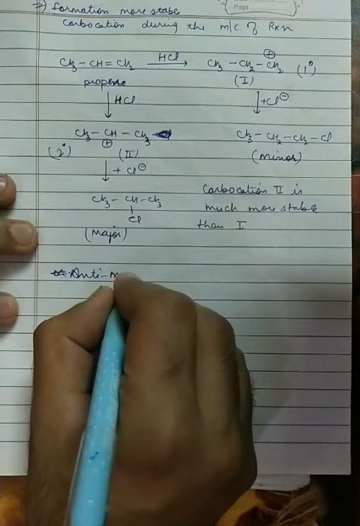 → formation more stable
Carbocation during the m/c of Rxn
CH₃ - CH = CH₂ —HCl→ CH₃ - CH₂ - CH₂ ⊕ (1°)
propene (I)
↓ HCl ↓ +Cl⊖
CH₃ - CH - CH₃ CH₃ - CH₂ - CH₂ - Cl
(2°) ⊕ (II) (minor)
↓ + Cl⊖
CH₃ - CH - CH₃ Carbocation II is
Cl much more stable
(Major) than I
Anti-M